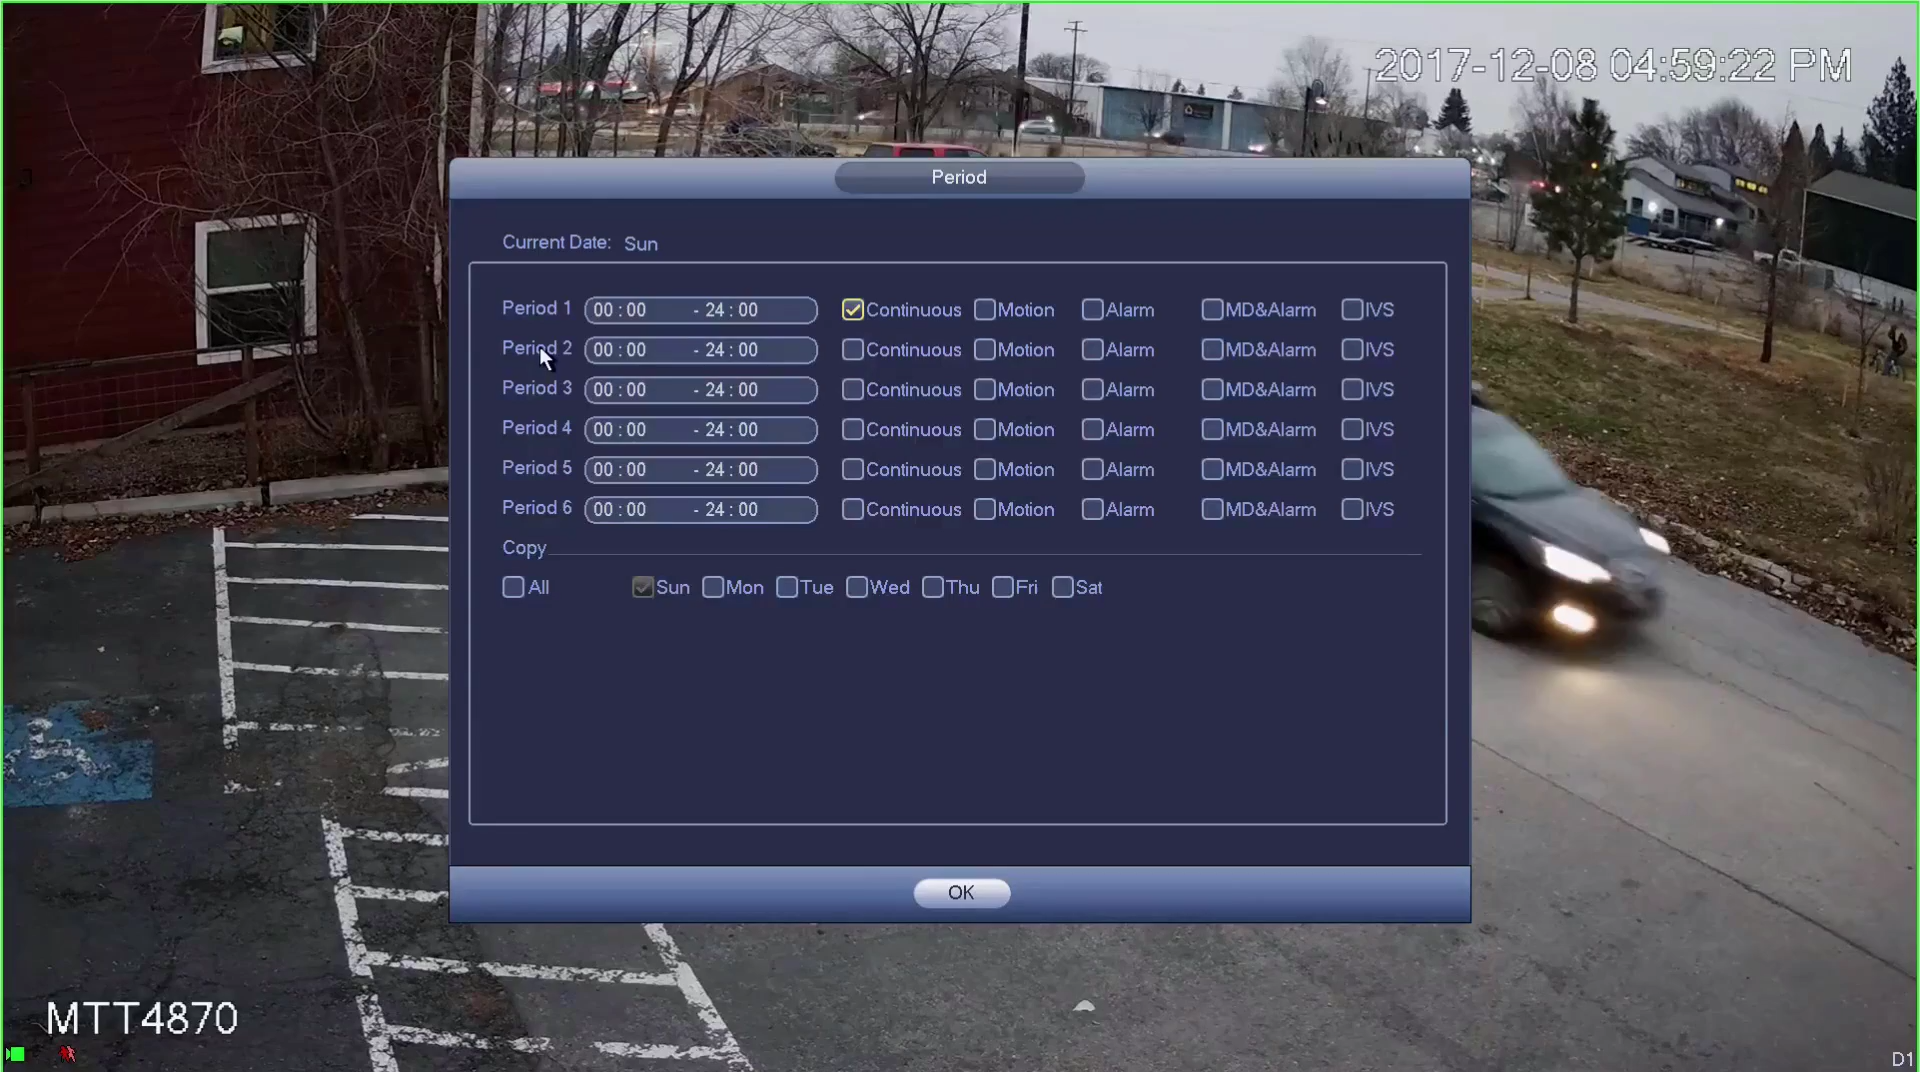 2017-12-08 04:59:22 PM
Period
Current Date: Sun
Period 1 00:00 - 24:00 Continuous Motion Alarm MD&Alarm IVS
Period 2 00:00 - 24:00 Continuous Motion Alarm MD&Alarm IVS
Period 3 00:00 - 24:00 Continuous Motion Alarm MD&Alarm IVS
Period 4 00:00 - 24:00 Continuous Motion Alarm MD&Alarm IVS
Period 5 00:00 - 24:00 Continuous Motion Alarm MD&Alarm IVS
Period 6 00:00 - 24:00 Continuous Motion Alarm MD&Alarm IVS
Copy
All Sun Mon Tue Wed Thu Fri Sat
OK
MTT4870
D1